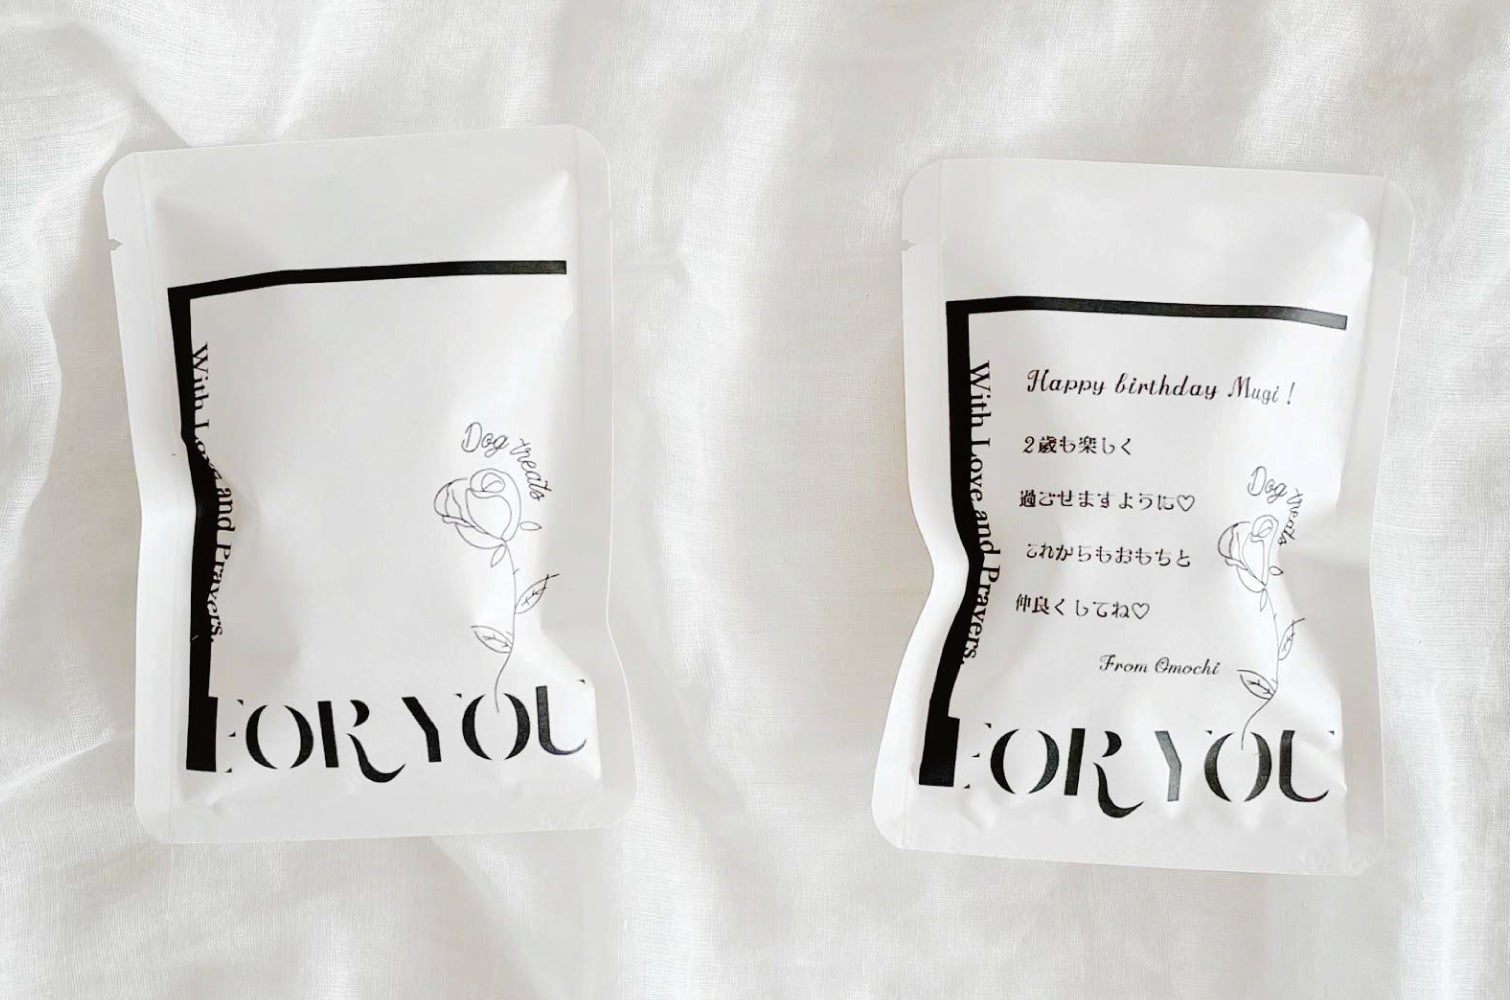 With Love and Prayers.
Dog treats
FOR YOU
With Love and Prayers.
Happy birthday Mugi !
2歳も楽しく
過ごせますように♡
これからもおもちと
仲良くしてね♡
From Omochi
Dog treats
FOR YOU